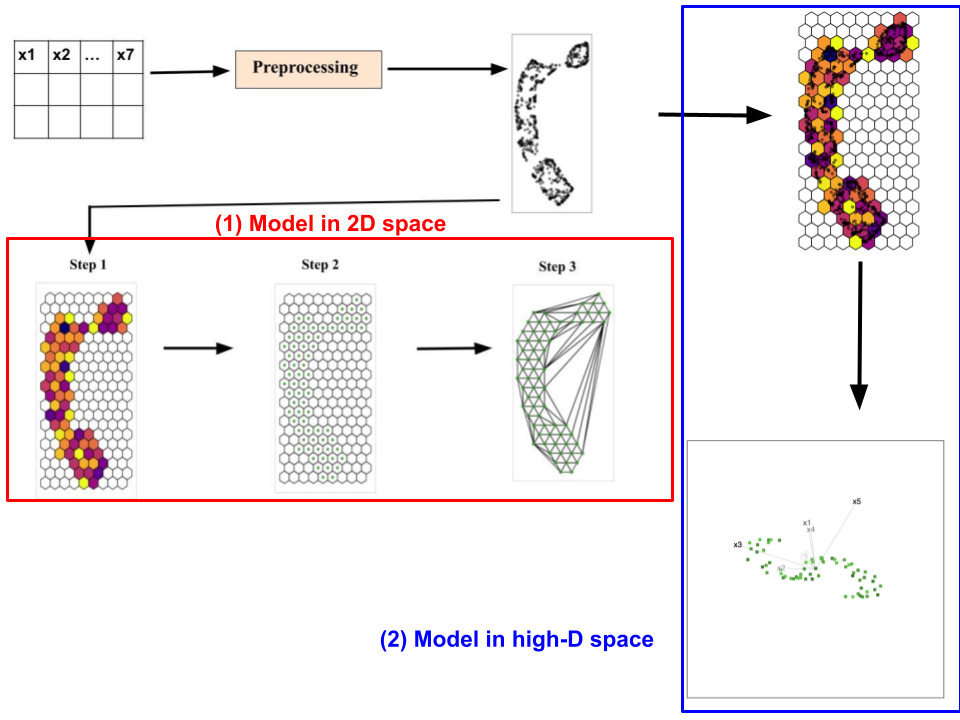 x1 x2 ... x7
Preprocessing
(1) Model in 2D space
Step 1
Step 2
Step 3
x5
x1
x4
x3
x2
(2) Model in high-D space